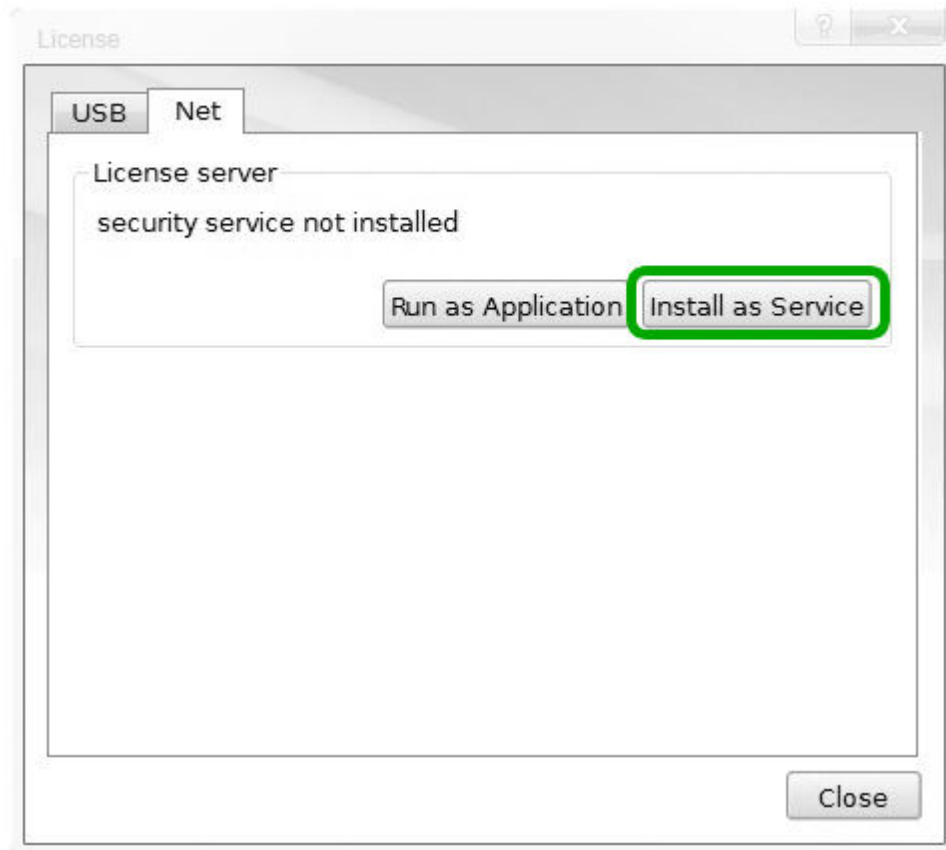 License
USB Net
License server
security service not installed
Run as Application Install as Service
Close